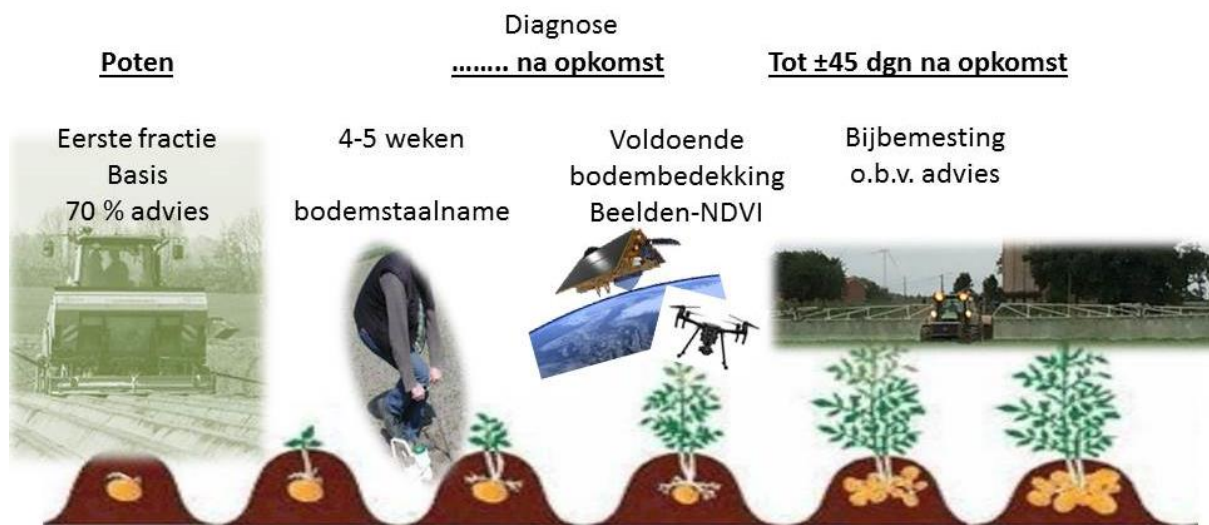 Poten
Diagnose
…….. na opkomst
Tot ±45 dgn na opkomst
Eerste fractie
Basis
70 % advies
4-5 weken
bodemstaalname
Voldoende
bodembedekking
Beelden-NDVI
Bijbemesting
o.b.v. advies